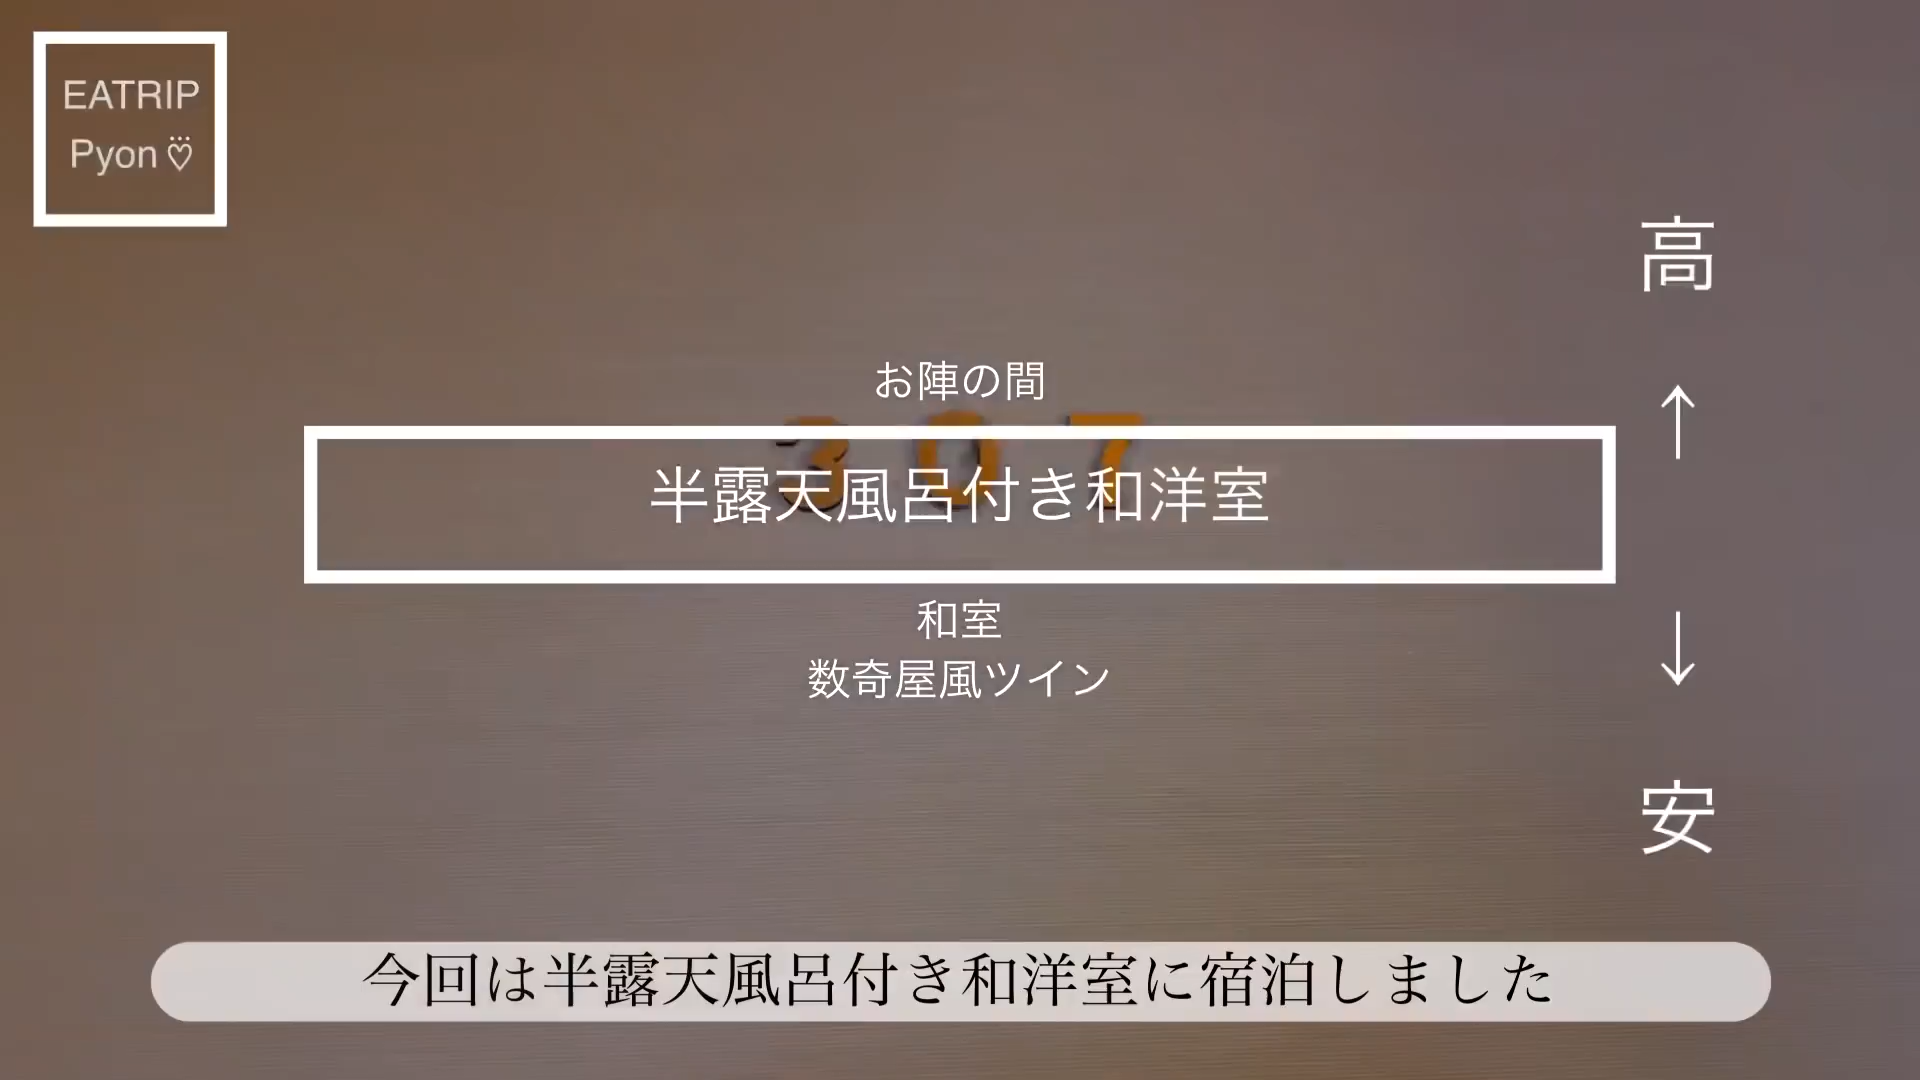 EATRIP
Pyon♡
高
↑
お陣の間
307
半露天風呂付き和洋室
和室
↓
数奇屋風ツイン
安
今回は半露天風呂付き和洋室に宿泊しました